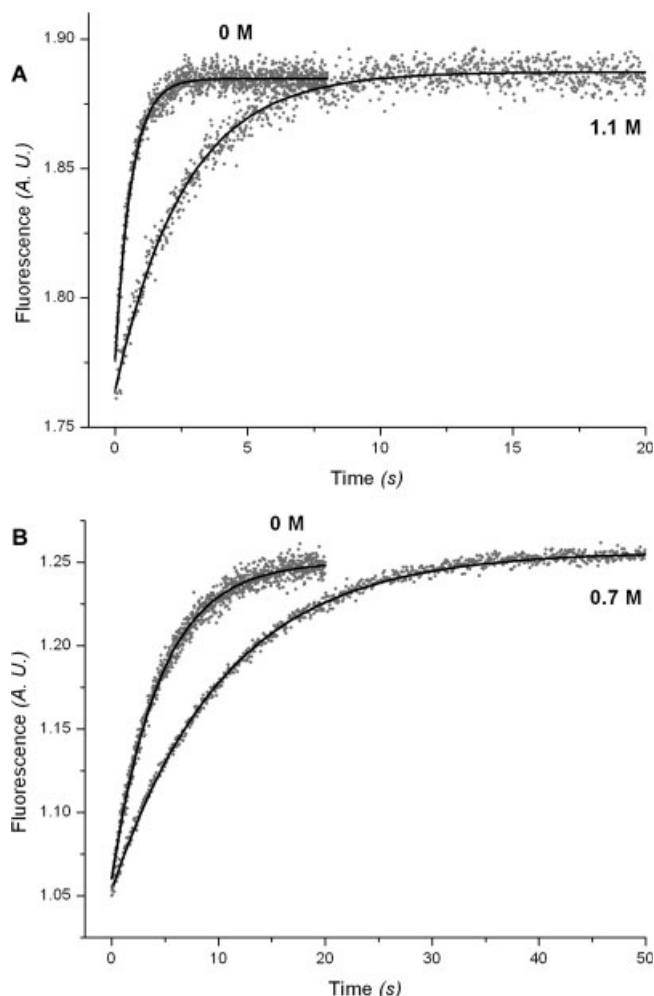 A
0 M
1.1 M
1.90
1.85
1.80
1.75
Fluorescence (A. U.)
0 5 10 15 20
Time (s)
B
0 M
0.7 M
1.25
1.20
1.15
1.10
1.05
Fluorescence (A. U.)
0 10 20 30 40 50
Time (s)